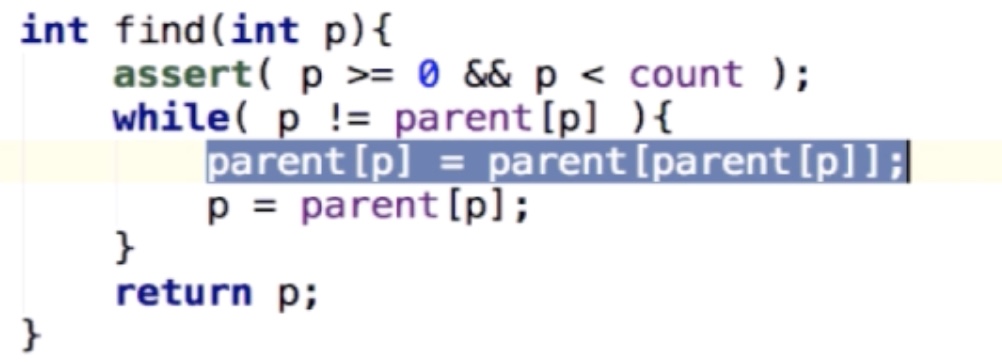 int find(int p){
    assert( p >= 0 && p < count );
    while( p != parent[p] ){
        parent[p] = parent[parent[p]];
        p = parent[p];
    }
    return p;
}